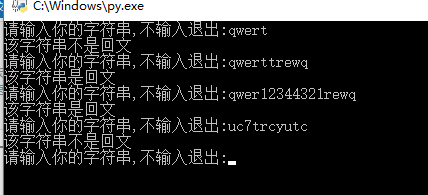 C:\Windows\py.exe
请输入你的字符串,不输入退出:qwert
该字符串不是回文
请输入你的字符串,不输入退出:qwerttrewq
该字符串是回文
请输入你的字符串,不输入退出:qwer12344321rewq
该字符串是回文
请输入你的字符串,不输入退出:uc7trcyutc
该字符串不是回文
请输入你的字符串,不输入退出: